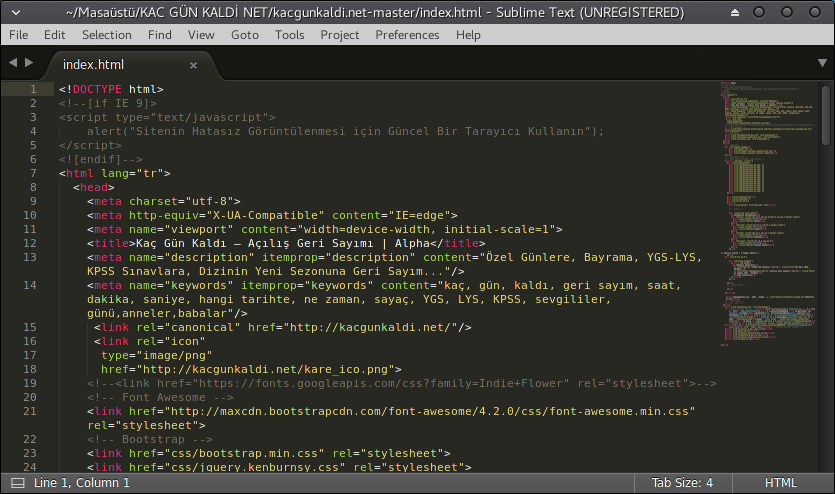 ~/Masaüstü/KAC GÜN KALDİ NET/kacgunkaldi.net-master/index.html - Sublime Text (UNREGISTERED)
File Edit Selection Find View Goto Tools Project Preferences Help
index.html ×
1 <!DOCTYPE html>
2 <!--[if IE 9]>
3 <script type="text/javascript">
4 alert("Sitenin Hatasız Görüntülenmesi için Güncel Bir Tarayıcı Kullanın");
5 </script>
6 <![endif]-->
7 <html lang="tr">
8 <head>
9 <meta charset="utf-8">
10 <meta http-equiv="X-UA-Compatible" content="IE=edge">
11 <meta name="viewport" content="width=device-width, initial-scale=1">
12 <title>Kaç Gün Kaldı – Açılış Geri Sayımı | Alpha</title>
13 <meta name="description" itemprop="description" content="Özel Günlere, Bayrama, YGS-LYS,
KPSS Sınavlara, Dizinin Yeni Sezonuna Geri Sayım..."/>
14 <meta name="keywords" itemprop="keywords" content="kaç, gün, kaldı, geri sayım, saat,
dakika, saniye, hangi tarihte, ne zaman, sayaç, YGS, LYS, KPSS, sevgililer,
günü,anneler,babalar"/>
15 <link rel="canonical" href="http://kacgunkaldi.net/"/>
16 <link rel="icon"
17 type="image/png"
18 href="http://kacgunkaldi.net/kare_ico.png">
19 <!--<link href="https://fonts.googleapis.com/css?family=Indie+Flower" rel="stylesheet">-->
20 <!-- Font Awesome -->
21 <link href="http://maxcdn.bootstrapcdn.com/font-awesome/4.2.0/css/font-awesome.min.css"
rel="stylesheet">
22 <!-- Bootstrap -->
23 <link href="css/bootstrap.min.css" rel="stylesheet">
24 <link href="css/jquery.kenburnsy.css" rel="stylesheet">
Line 1, Column 1 Tab Size: 4 HTML